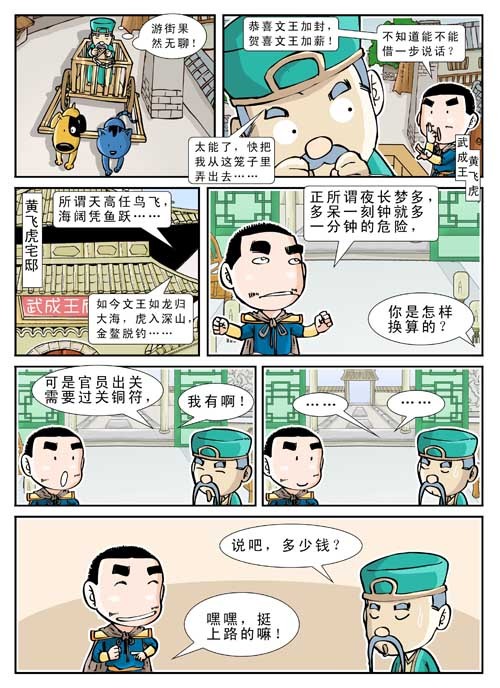 游街果
然无聊！
恭喜文王加封，
贺喜文王加薪！
不知道能不能
借一步说话？
太能了，快把
我从这笼子里
弄出去……
武成王
黄飞虎
所谓天高任鸟飞，
海阔凭鱼跃……
黄飞虎宅邸
武成王府
如今文王如龙归
大海，虎入深山，
金鳌脱钓……
正所谓夜长梦多，
多呆一刻钟就多
一分钟的危险，
你是怎样
换算的？
可是官员出关
需要过关铜符，
我有啊！
……
……
说吧，多少钱？
嘿嘿，挺
上路的嘛！